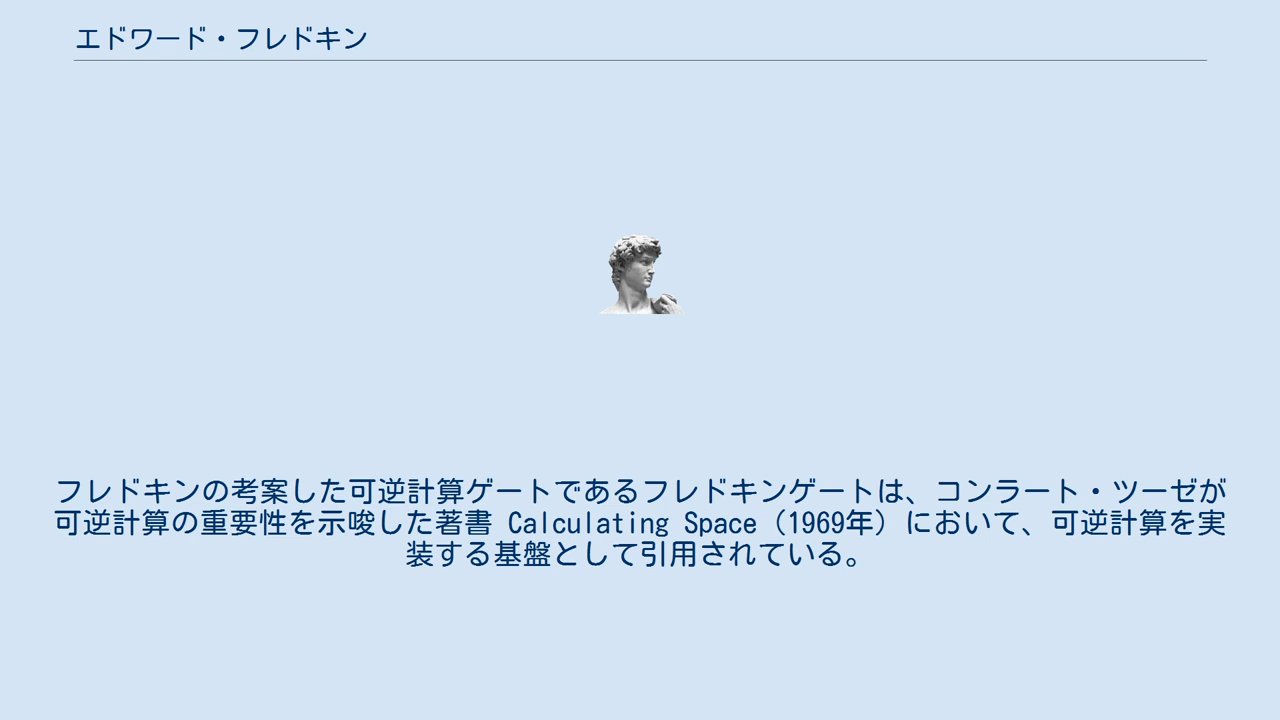 エドワード・フレドキン
フレドキンの考案した可逆計算ゲートであるフレドキンゲートは、コンラート・ツーゼが
可逆計算の重要性を示唆した著書 Calculating Space（1969年）において、可逆計算を実
装する基盤として引用されている。